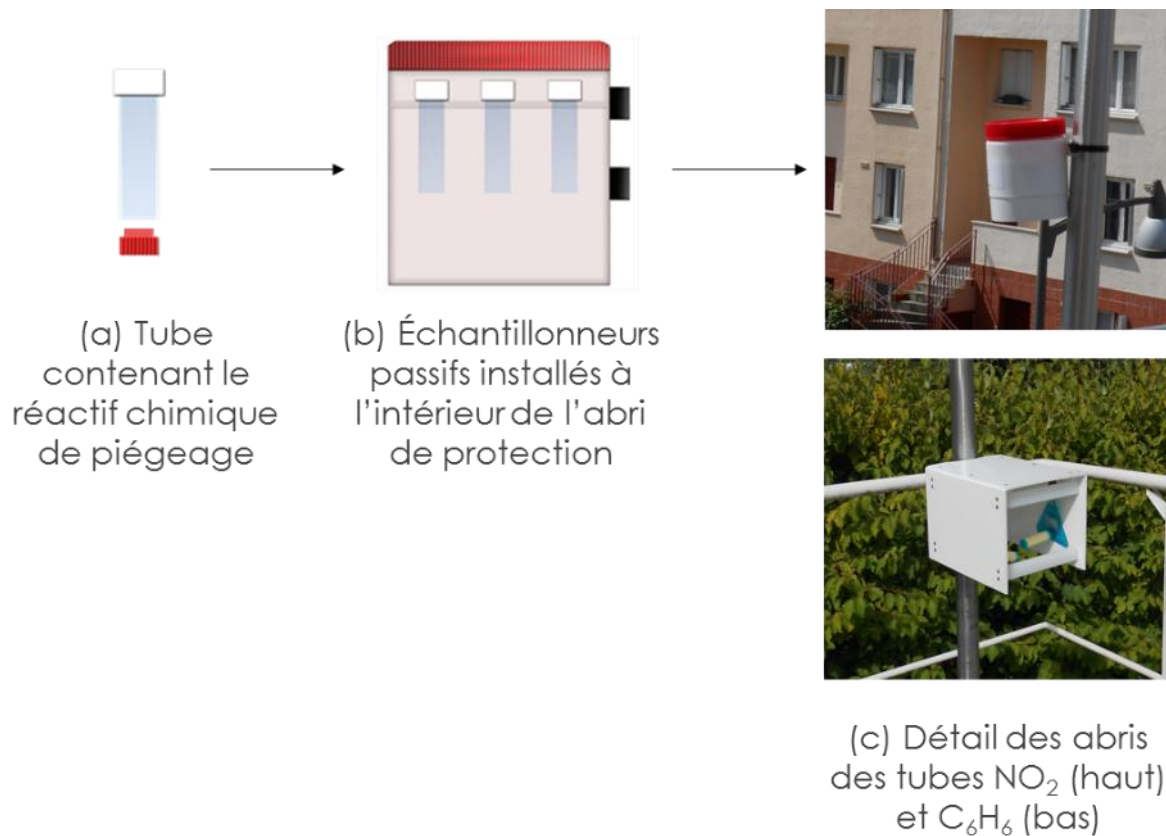 (a) Tube
contenant le
réactif chimique
de piégeage
(b) Échantillonneurs
passifs installés à
l'intérieur de l'abri
de protection
(c) Détail des abris
des tubes NO₂ (haut)
et C₆H₆ (bas)